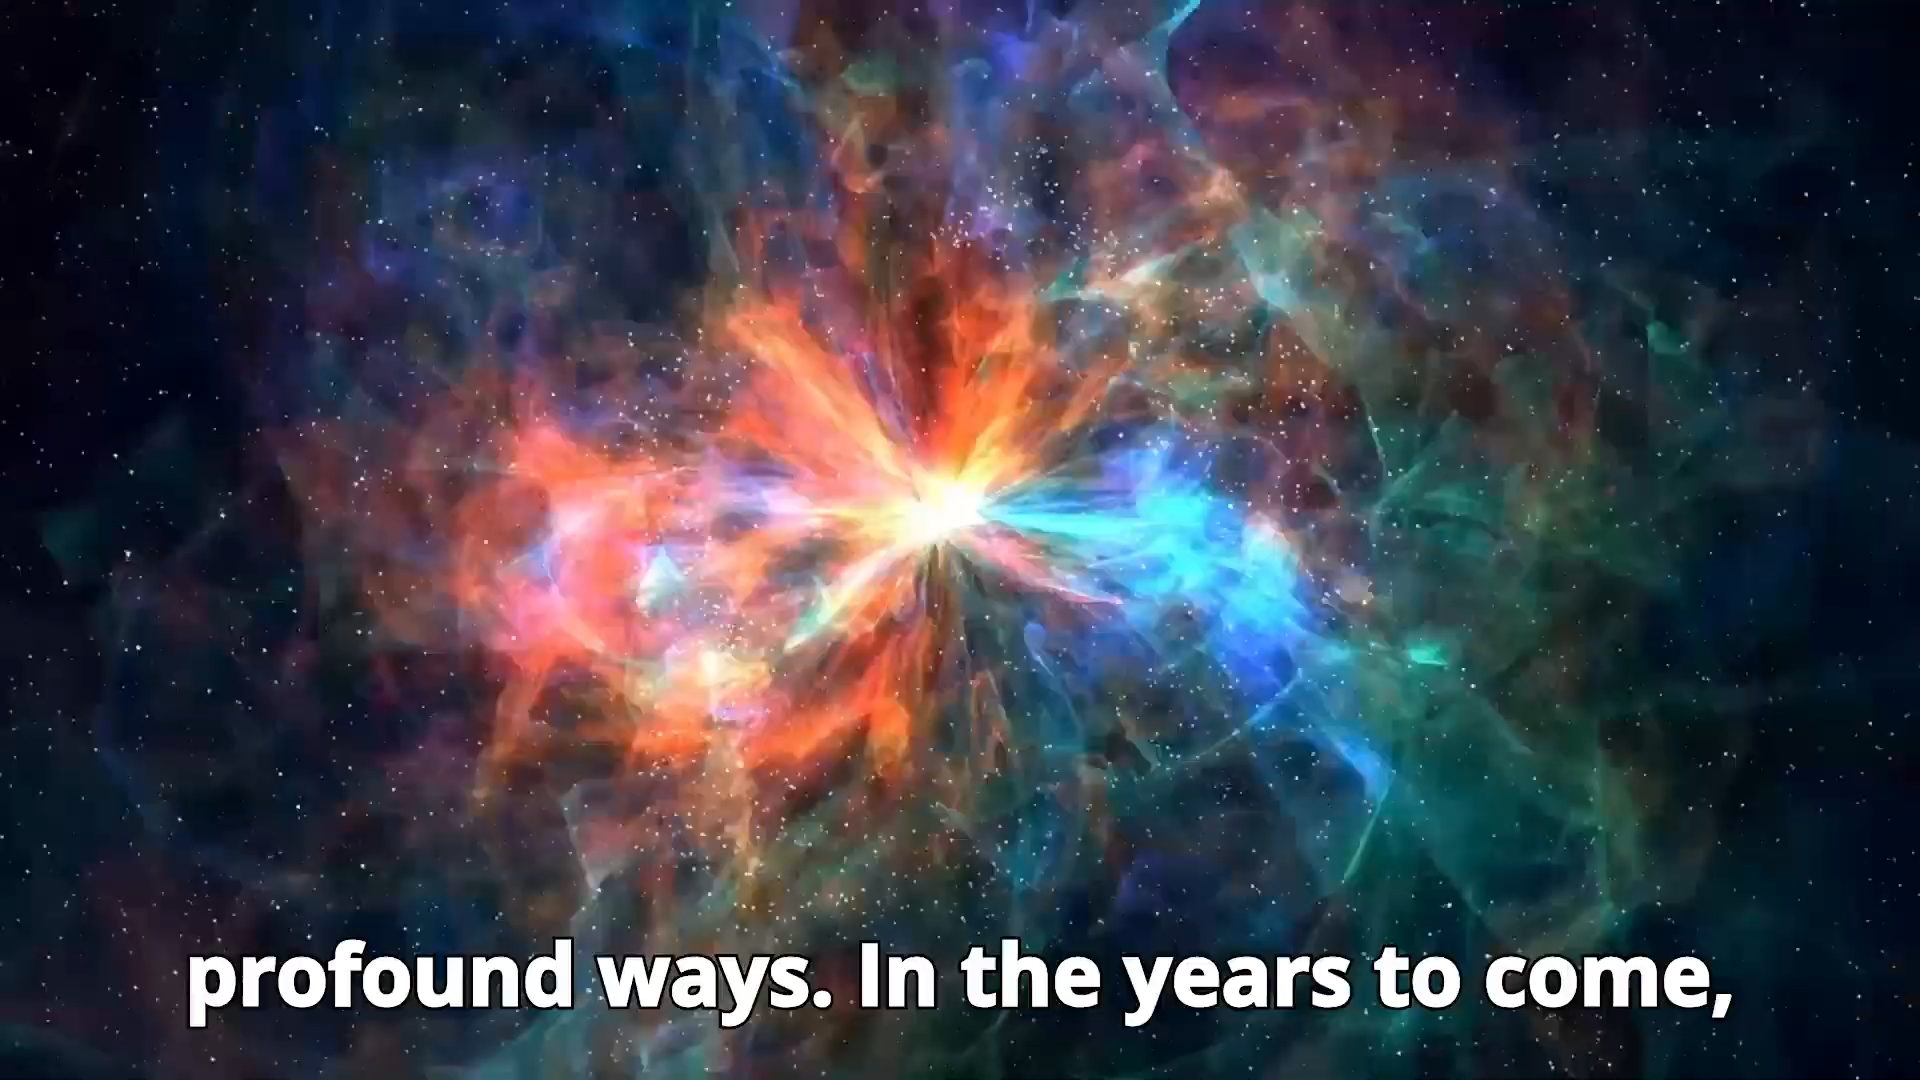 profound ways. In the years to come,